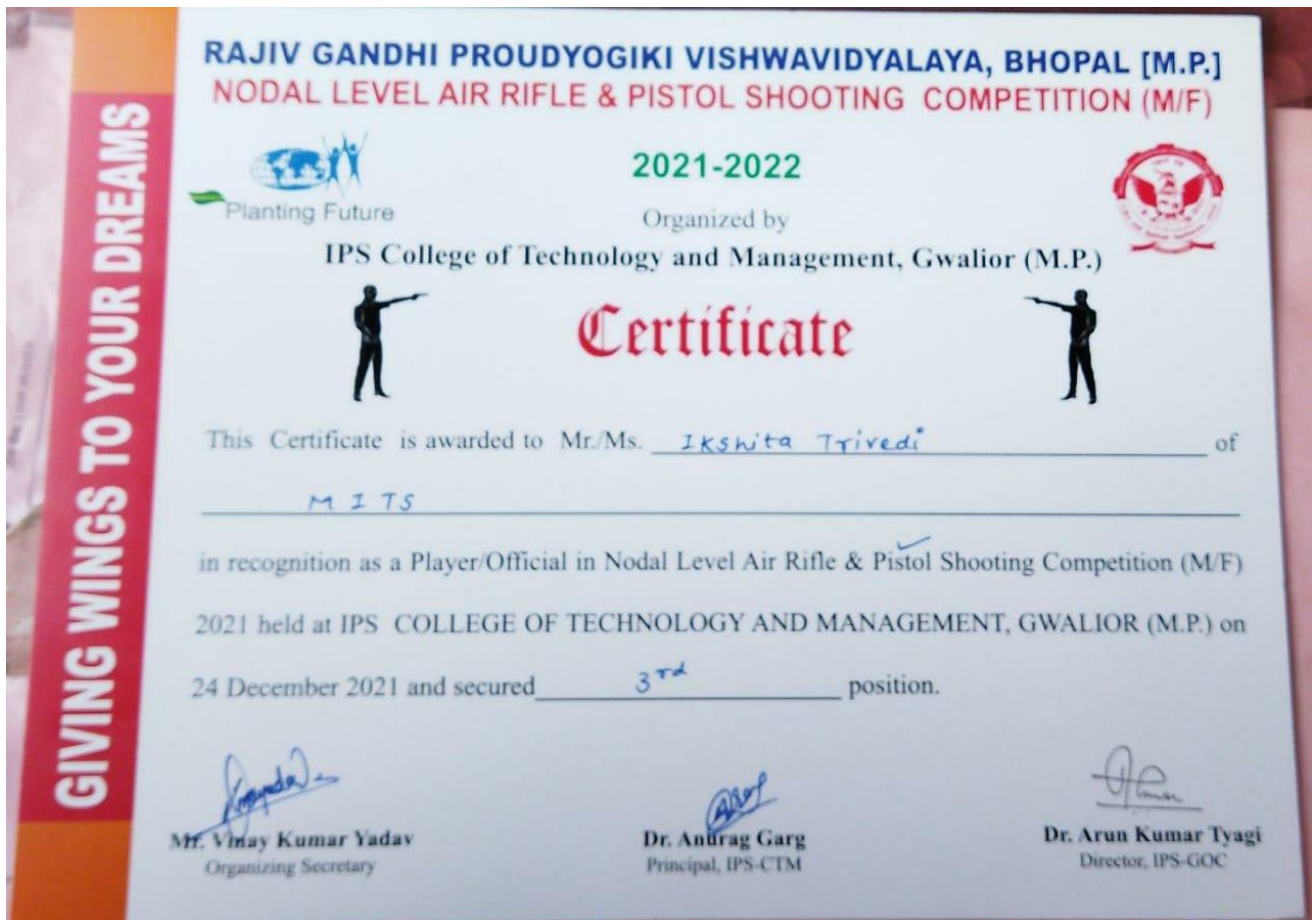 RAJIV GANDHI PROUDYOGIKI VISHWAVIDYALAYA, BHOPAL [M.P.]
NODAL LEVEL AIR RIFLE & PISTOL SHOOTING COMPETITION (M/F)
GIVING WINGS TO YOUR DREAMS
Planting Future
2021-2022
Organized by
IPS College of Technology and Management, Gwalior (M.P.)
Certificate
This Certificate is awarded to Mr./Ms. Ikshita Trivedi of
MITS
in recognition as a Player/Official in Nodal Level Air Rifle & Pistol Shooting Competition (M/F)
2021 held at IPS COLLEGE OF TECHNOLOGY AND MANAGEMENT, GWALIOR (M.P.) on
24 December 2021 and secured 3rd position.
Mr. Vinay Kumar Yadav
Organizing Secretary
Dr. Anurag Garg
Principal, IPS-CTM
Dr. Arun Kumar Tyagi
Director, IPS-GOC